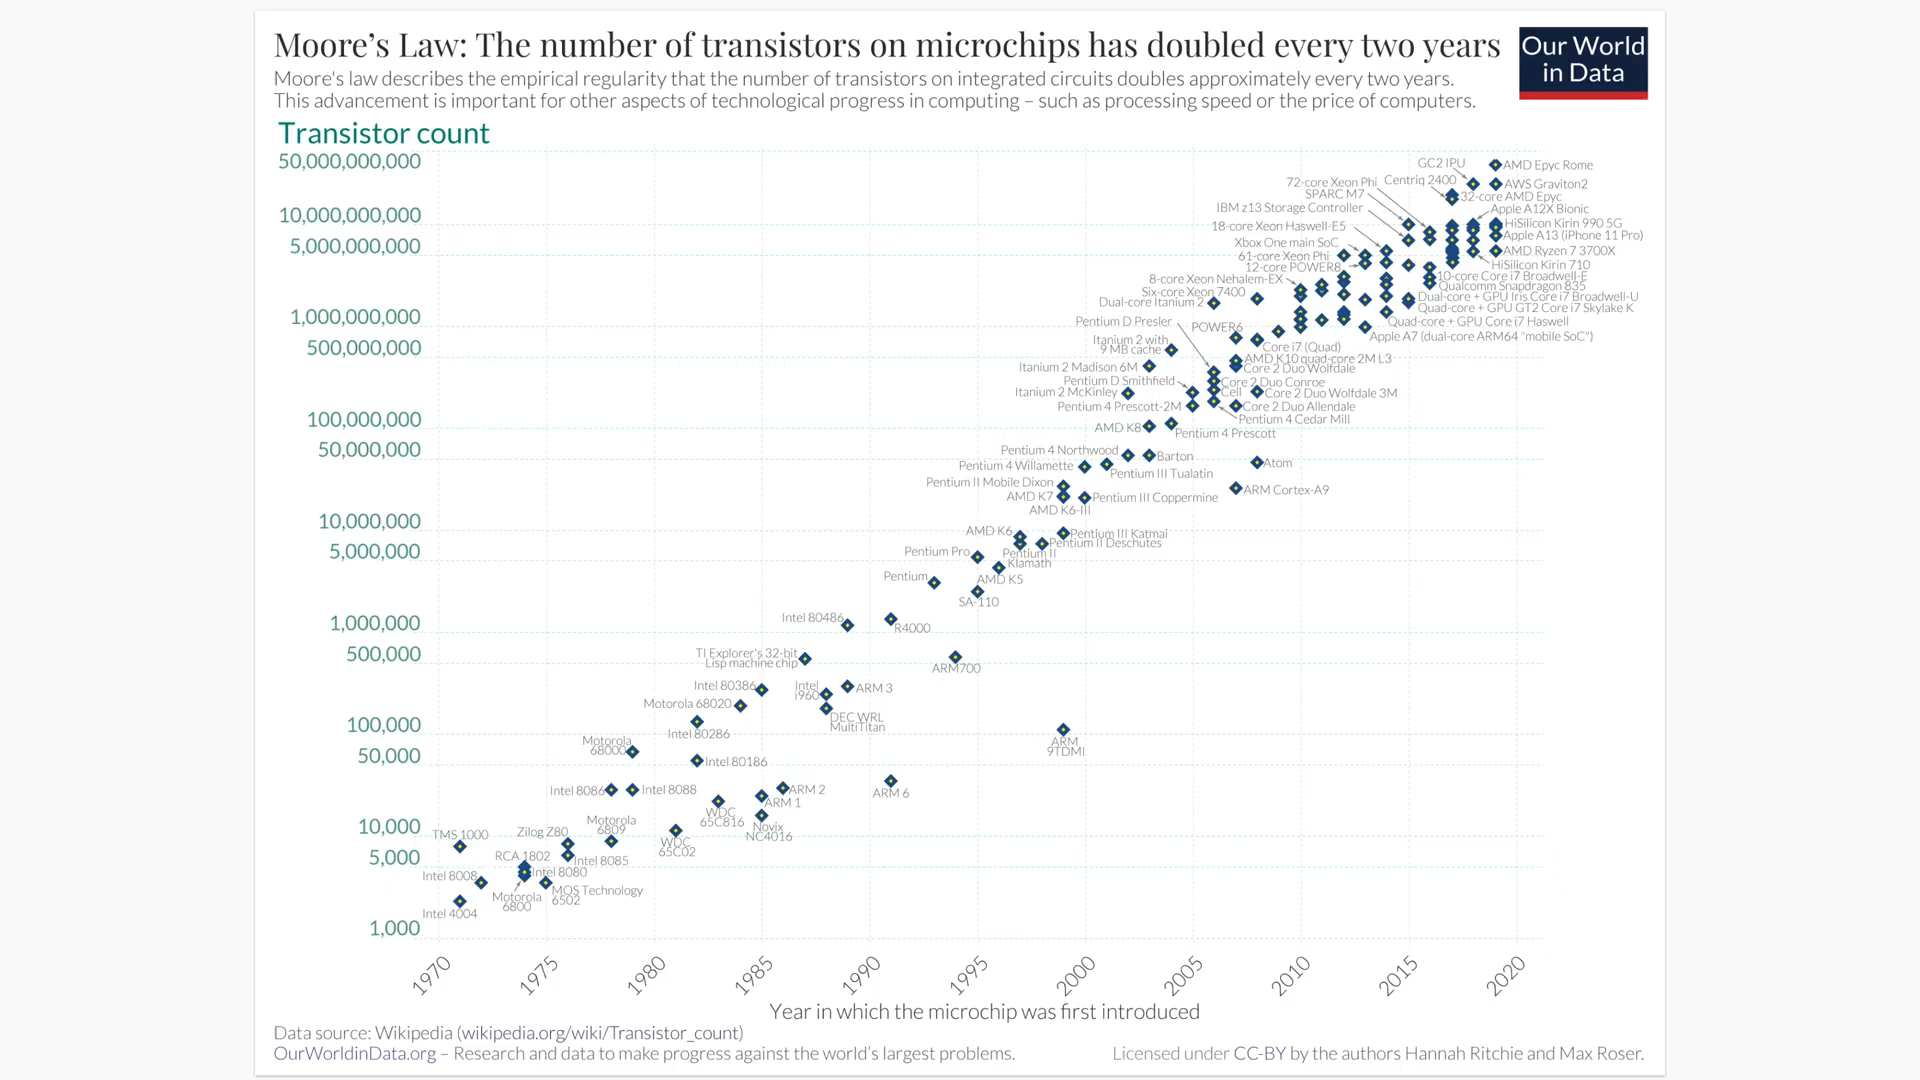 Moore's Law: The number of transistors on microchips has doubled every two years
Our World
in Data
Moore's law describes the empirical regularity that the number of transistors on integrated circuits doubles approximately every two years.
This advancement is important for other aspects of technological progress in computing – such as processing speed or the price of computers.
Transistor count
50,000,000,000
10,000,000,000
5,000,000,000
1,000,000,000
500,000,000
100,000,000
50,000,000
10,000,000
5,000,000
1,000,000
500,000
100,000
50,000
10,000
5,000
1,000
GC2 IPU
AMD Epyc Rome
72-core Xeon Phi
Centriq 2400
AWS Graviton2
SPARC M7
32-core AMD Epyc
IBM z13 Storage Controller
Apple A12X Bionic
18-core Xeon Haswell-E5
HiSilicon Kirin 990 5G
Xbox One main SoC
Apple A13 (iPhone 11 Pro)
61-core Xeon Phi
AMD Ryzen 7 3700X
12-core POWER8
HiSilicon Kirin 710
8-core Xeon Nehalem-EX
10-core Core i7 Broadwell-E
Six-core Xeon 7400
Qualcomm Snapdragon 835
Dual-core Itanium 2
Dual-core + GPU Iris Core i7 Broadwell-U
Quad-core + GPU GT2 Core i7 Skylake K
Pentium D Presler
POWER6
Quad-core + GPU Core i7 Haswell
Apple A7 (dual-core ARM64 "mobile SoC")
Itanium 2 with
9 MB cache
Core i7 (Quad)
AMD K10 quad-core 2M L3
Itanium 2 Madison 6M
Core 2 Duo Wolfdale
Pentium D Smithfield
Core 2 Duo Conroe
Itanium 2 McKinley
Cell
Core 2 Duo Wolfdale 3M
Pentium 4 Prescott-2M
Core 2 Duo Allendale
Pentium 4 Cedar Mill
AMD K8
Pentium 4 Prescott
Pentium 4 Northwood
Barton
Pentium 4 Willamette
Pentium III Tualatin
Atom
Pentium II Mobile Dixon
ARM Cortex-A9
AMD K7
Pentium III Coppermine
AMD K6-III
AMD K6
Pentium III Katmai
Pentium II Deschutes
Pentium Pro
Pentium II
Klamath
Pentium
AMD K5
SA-110
Intel 80486
R4000
TI Explorer's 32-bit
Lisp machine chip
ARM700
Intel 80386
Intel
i960
ARM 3
Motorola 68020
DEC WRL
MultiTitan
Intel 80286
Motorola
68000
ARM
9TDMI
Intel 80186
Intel 8086
Intel 8088
ARM 2
ARM 6
ARM 1
WDC
65C816
Novix
NC4016
Motorola
6809
WDC
65C02
TMS 1000
Zilog Z80
RCA 1802
Intel 8085
Intel 8008
Intel 8080
MOS Technology
6502
Motorola
6800
Intel 4004
1970
1975
1980
1985
1990
1995
2000
2005
2010
2015
2020
Year in which the microchip was first introduced
Data source: Wikipedia (wikipedia.org/wiki/Transistor_count)
OurWorldinData.org – Research and data to make progress against the world's largest problems.
Licensed under CC-BY by the authors Hannah Ritchie and Max Roser.